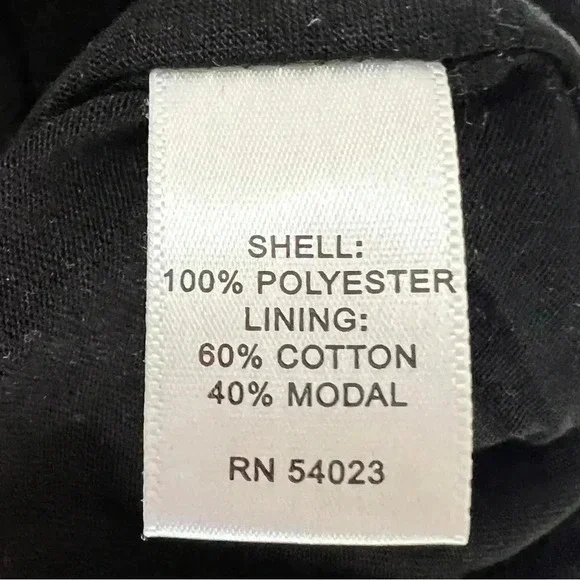 SHELL:
100% POLYESTER
LINING:
60% COTTON
40% MODAL
RN 54023